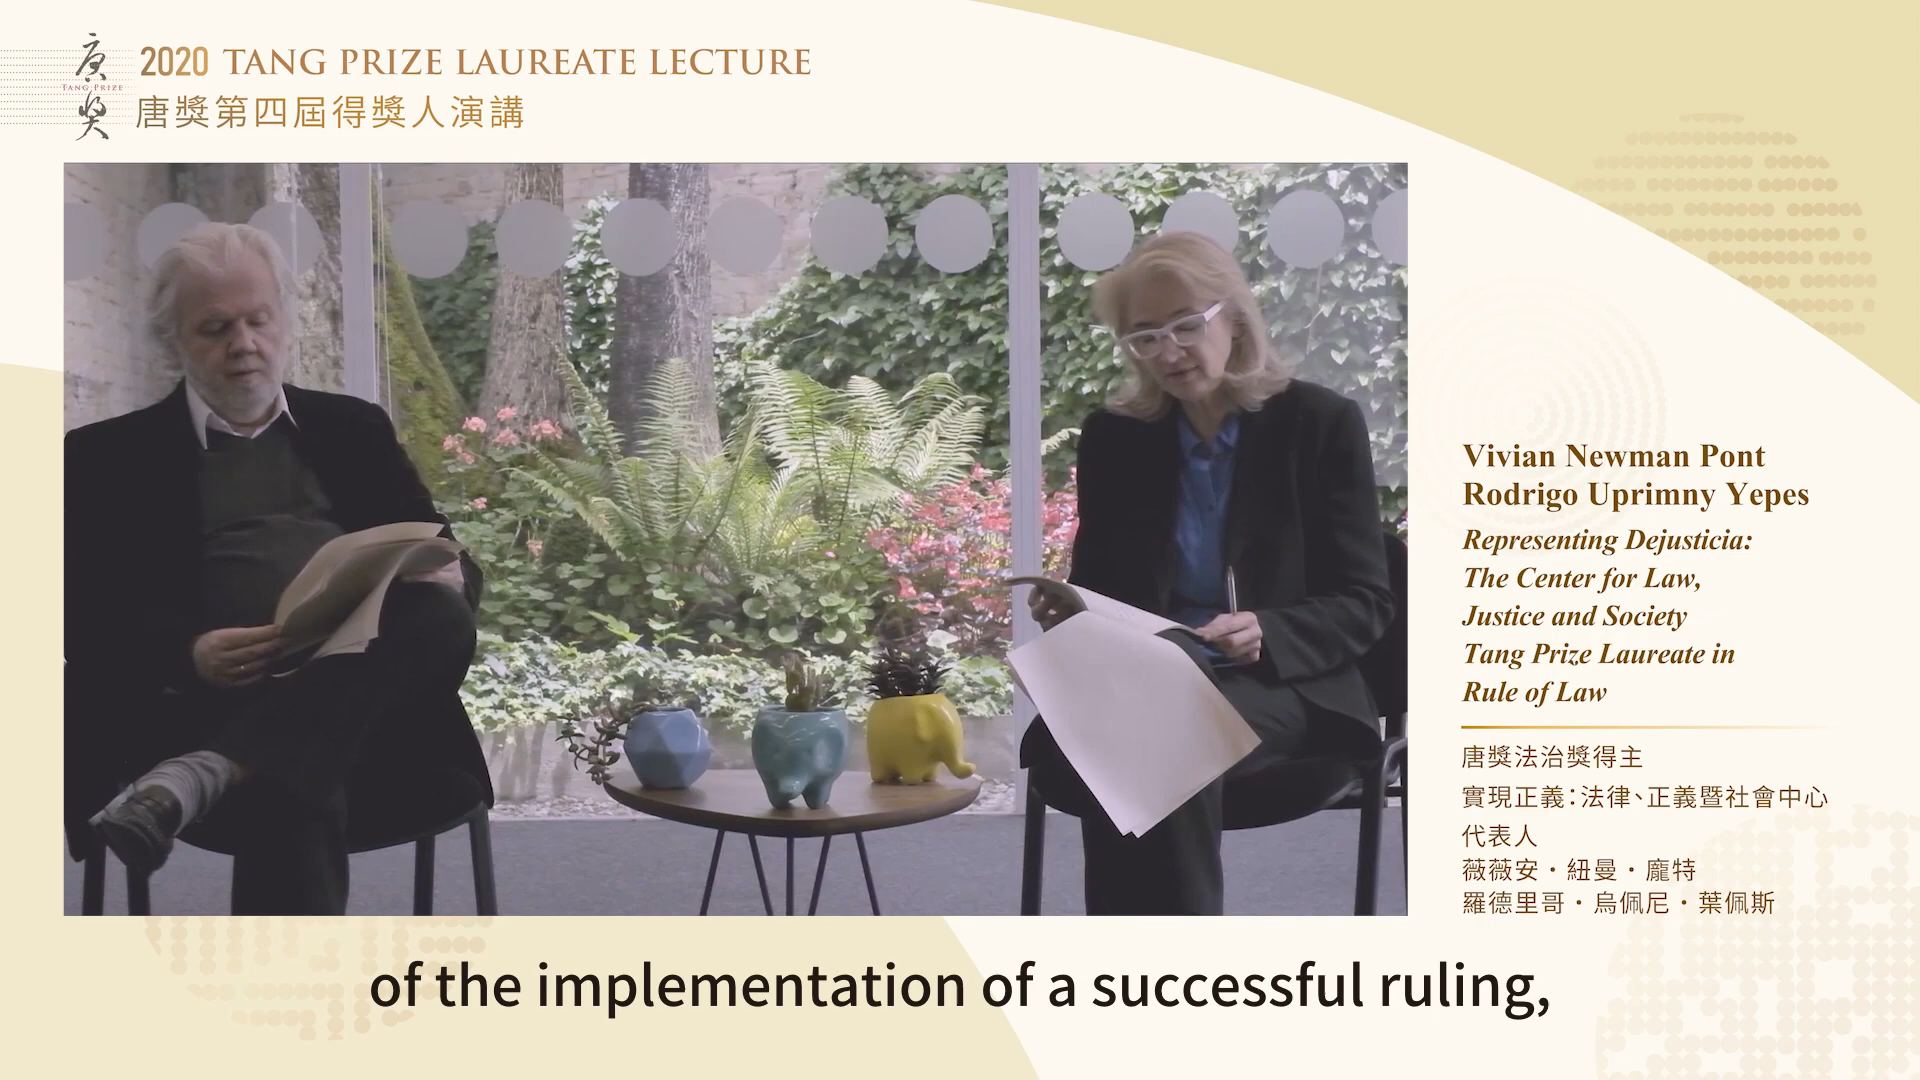 唐獎
TANG PRIZE
2020 TANG PRIZE LAUREATE LECTURE
唐獎第四屆得獎人演講
Vivian Newman Pont
Rodrigo Uprimny Yepes
Representing Dejusticia:
The Center for Law,
Justice and Society
Tang Prize Laureate in
Rule of Law
唐獎法治獎得主
實現正義：法律、正義暨社會中心
代表人
薇薇安・紐曼・龐特
羅德里哥・烏佩尼・葉佩斯
of the implementation of a successful ruling,